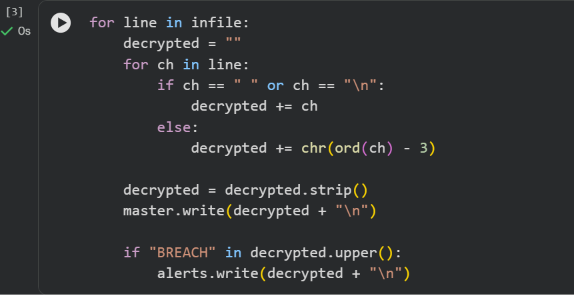 [3]
0s
for line in infile:
    decrypted = ""
    for ch in line:
        if ch == " " or ch == "\n":
            decrypted += ch
        else:
            decrypted += chr(ord(ch) - 3)

    decrypted = decrypted.strip()
    master.write(decrypted + "\n")

    if "BREACH" in decrypted.upper():
        alerts.write(decrypted + "\n")